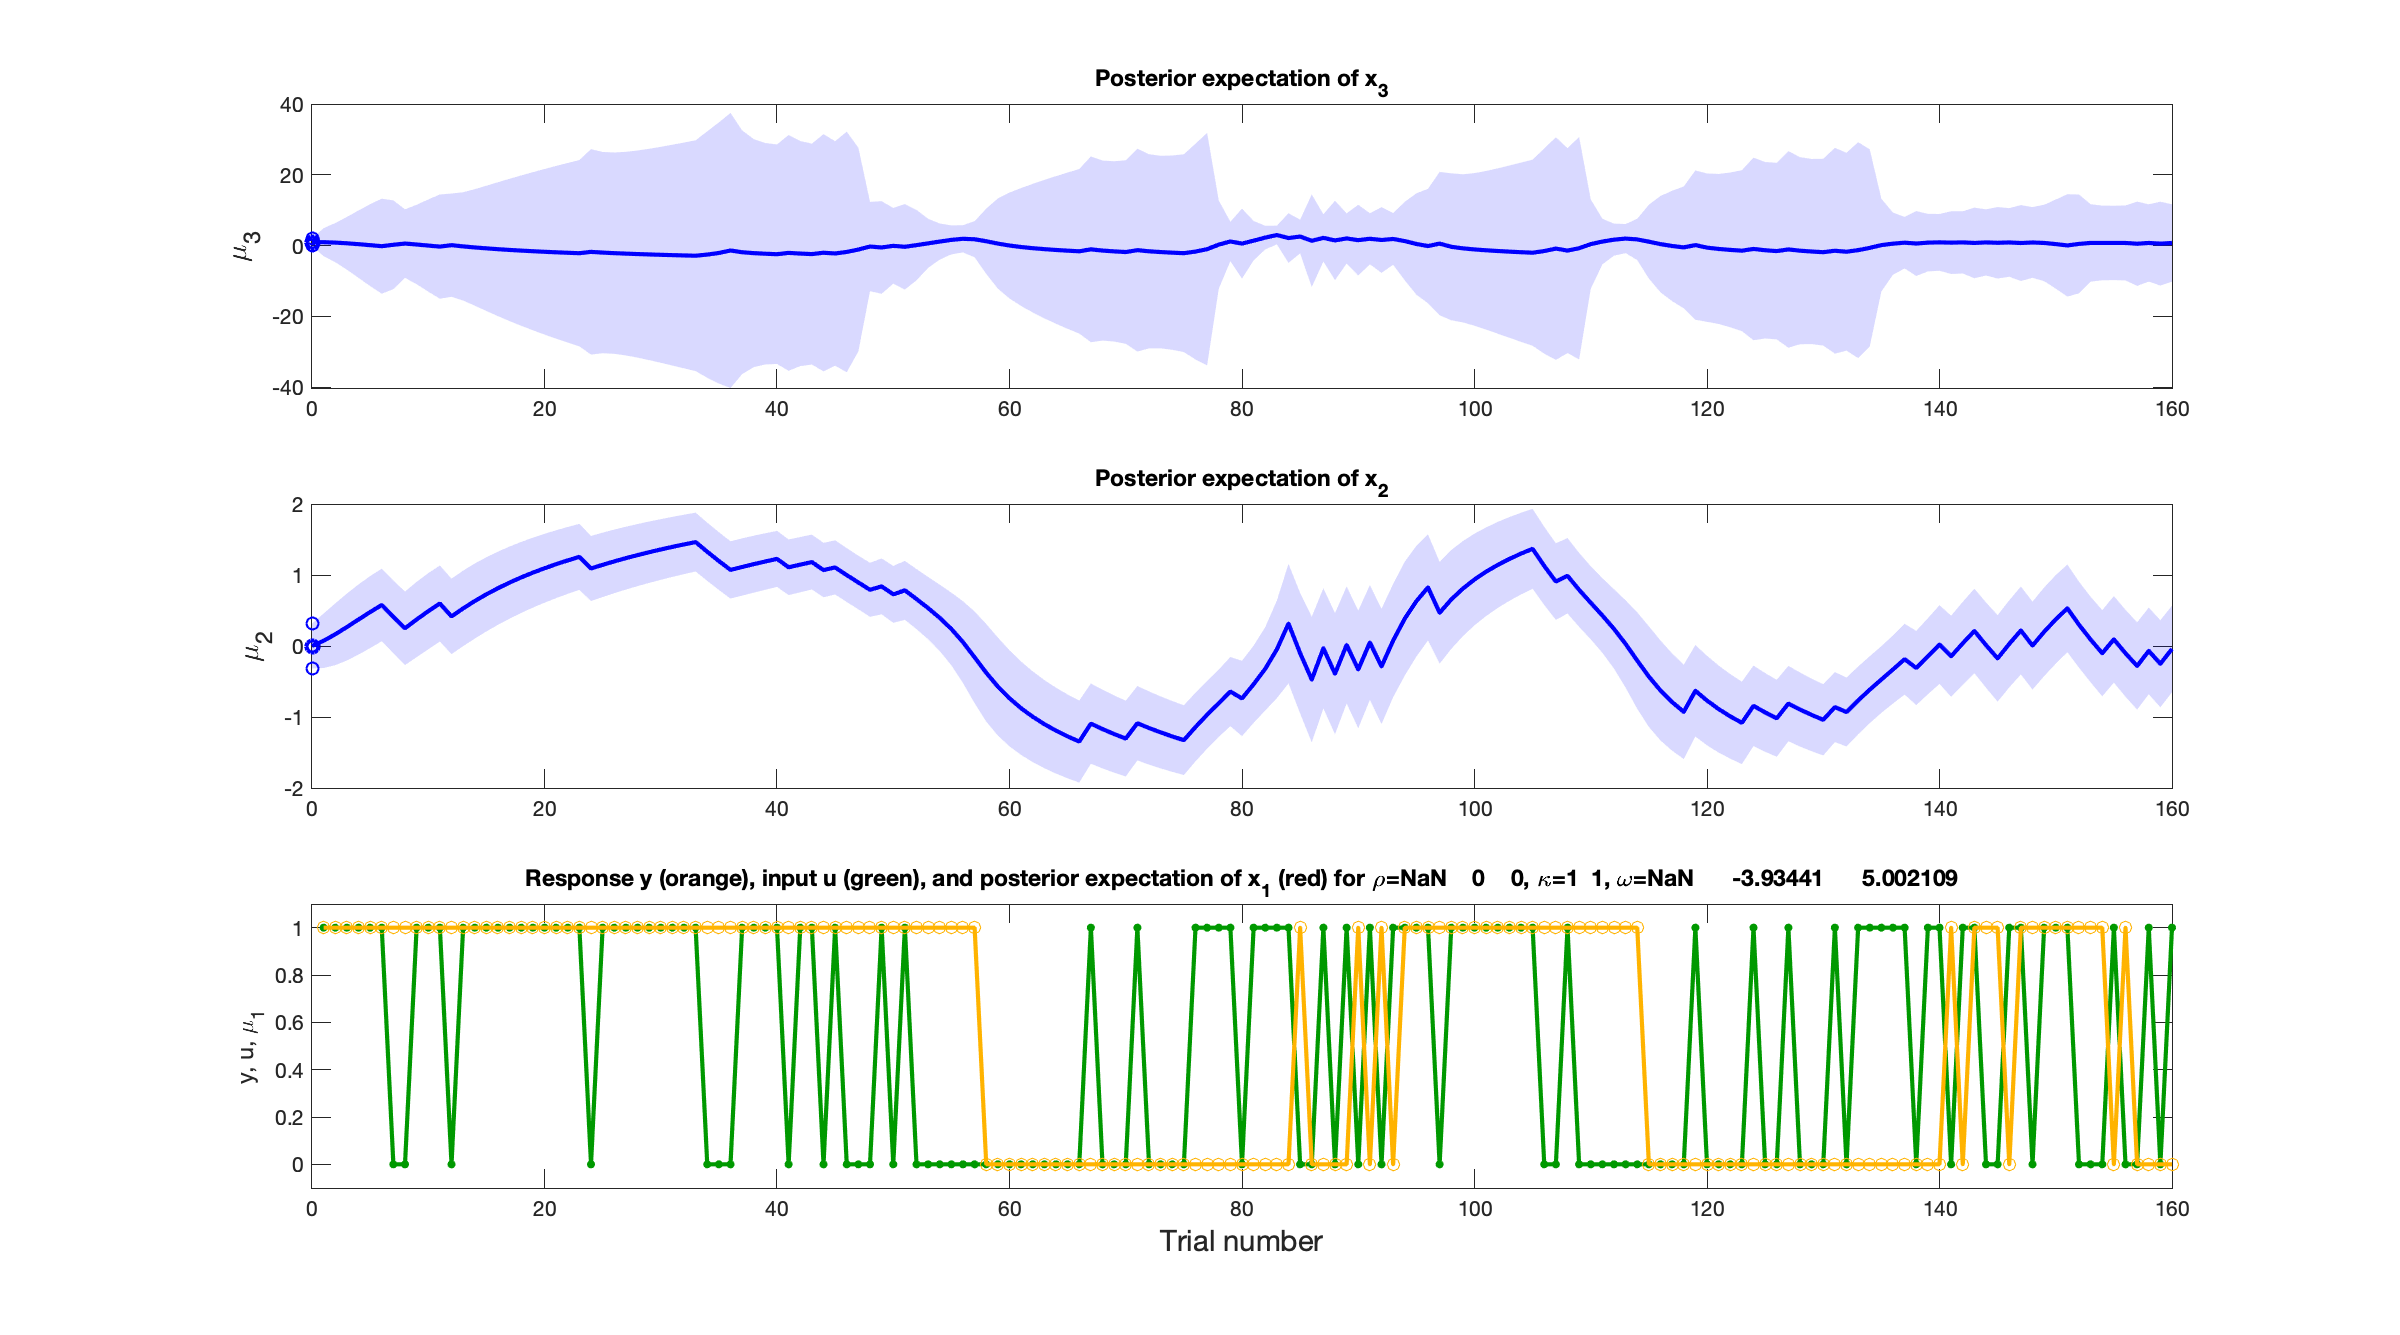 Posterior expectation of x3
μ3
40
20
0
-20
-40
0 20 40 60 80 100 120 140 160
Posterior expectation of x2
μ2
2
1
0
-1
-2
0 20 40 60 80 100 120 140 160
Response y (orange), input u (green), and posterior expectation of x1 (red) for ρ=NaN 0 0, κ=1 1, ω=NaN -3.93441 5.002109
y, u, μ1
1
0.8
0.6
0.4
0.2
0
0 20 40 60 80 100 120 140 160
Trial number